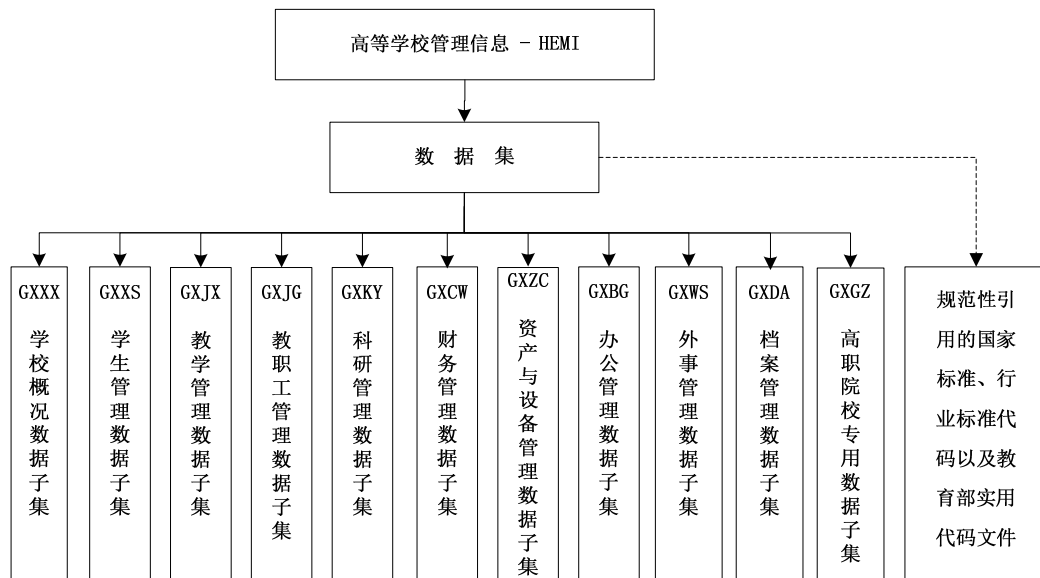 高等学校管理信息 - HEMI
数 据 集
GXXX
学校概况数据子集
GXXS
学生管理数据子集
GXJX
教学管理数据子集
GXJG
教职工管理数据子集
GXKY
科研管理数据子集
GXCW
财务管理数据子集
GXZC
资产与设备管理数据子集
GXBG
办公管理数据子集
GXWS
外事管理数据子集
GXDA
档案管理数据子集
GXGZ
高职院校专用数据子集
规范性引
用的国家
标准、行
业标准代
码以及教
育部实用
代码文件